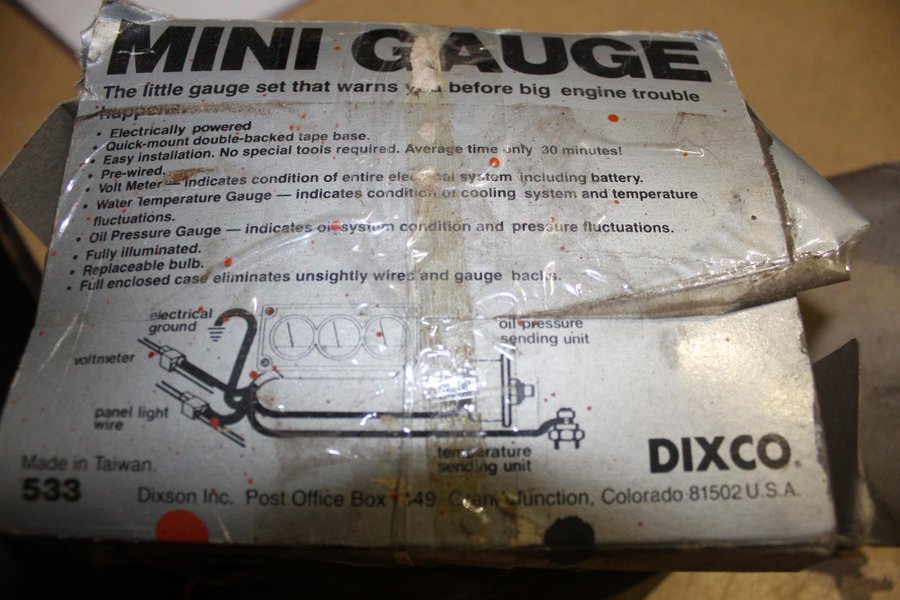 MINI GAUGE
The little gauge set that warns you before big engine trouble
happens.
• Electrically powered
• Quick-mount double-backed tape base.
• Easy installation. No special tools required. Average time only 30 minutes!
• Pre-wired.
• Volt Meter — indicates condition of entire electrical system including battery.
• Water Temperature Gauge — indicates condition of cooling system and temperature
fluctuations.
• Oil Pressure Gauge — indicates oil system condition and pressure fluctuations.
• Fully illuminated.
• Replaceable bulb.
• Full enclosed case eliminates unsightly wires and gauge backs.
electrical
ground
voltmeter
panel light
wire
oil pressure
sending unit
temperature
sending unit
DIXCO
Made in Taiwan.
533
Dixson Inc. Post Office Box Junction, Colorado 81502 U.S.A.